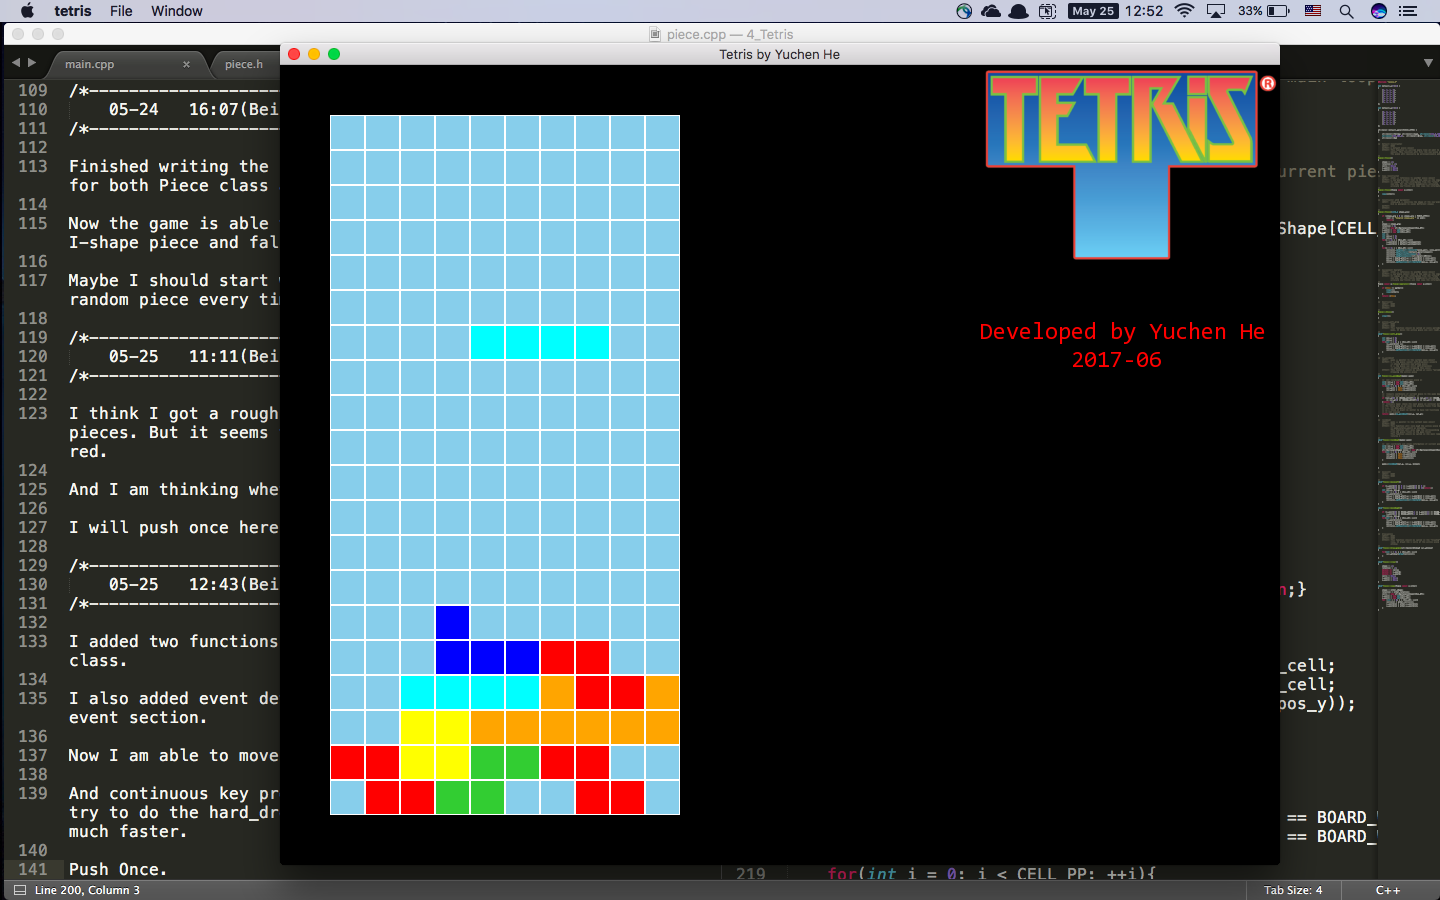 tetris File Window May 25 12:52 33%
piece.cpp — 4_Tetris
Tetris by Yuchen He
main.cpp × piece.h
TETRIS ®
Developed by Yuchen He
2017-06
109 /*--------------------
110 05-24 16:07(Bei
111 /*--------------------
112
113 Finished writing the
for both Piece class
114
115 Now the game is able
I-shape piece and fal
116
117 Maybe I should start
random piece every ti
118
119 /*--------------------
120 05-25 11:11(Bei
121 /*--------------------
122
123 I think I got a rough
pieces. But it seems
red.
124
125 And I am thinking whe
126
127 I will push once here
128
129 /*--------------------
130 05-25 12:43(Bei
131 /*--------------------
132
133 I added two functions
class.
134
135 I also added event de
event section.
136
137 Now I am able to move
138
139 And continuous key pr
try to do the hard_dr
much faster.
140
141 Push Once.
urrent pie
Shape[CELL_
n;}
_cell;
_cell;
pos_y));
== BOARD_
== BOARD_
219 for(int i = 0; i < CELL_PP; ++i){
Line 200, Column 3 Tab Size: 4 C++